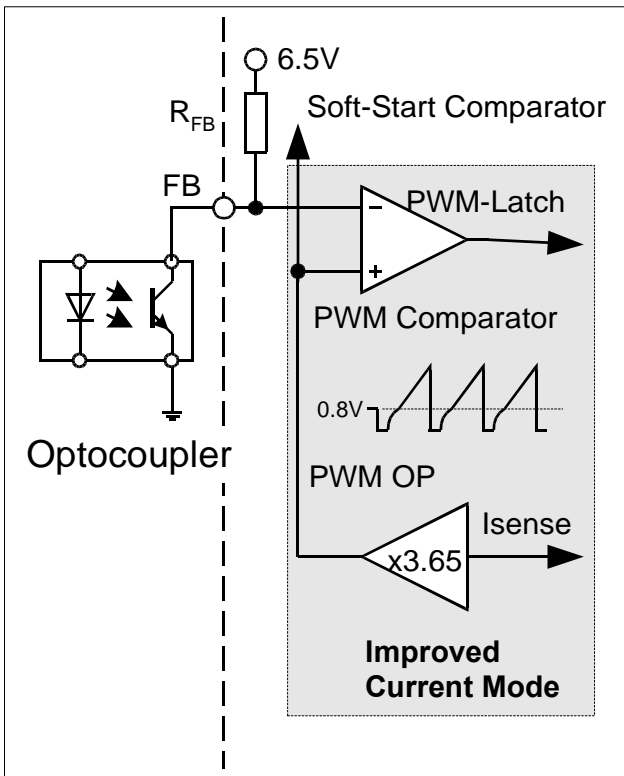 6.5V
Soft-Start Comparator
RFB
FB
PWM-Latch
−
+
PWM Comparator
0.8V
Optocoupler
PWM OP
Isense
x3.65
Improved
Current Mode